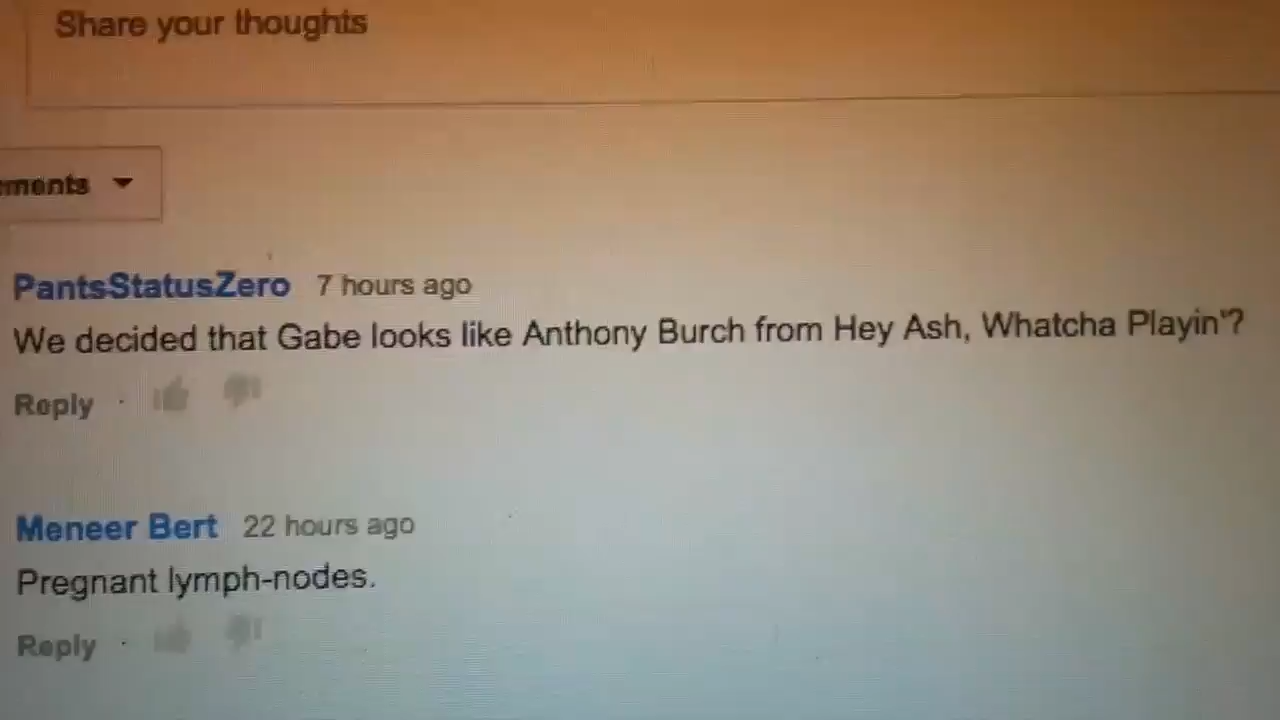 Share your thoughts
ments
PantsStatusZero 7 hours ago
We decided that Gabe looks like Anthony Burch from Hey Ash, Whatcha Playin'?
Reply ·
Meneer Bert 22 hours ago
Pregnant lymph-nodes.
Reply ·